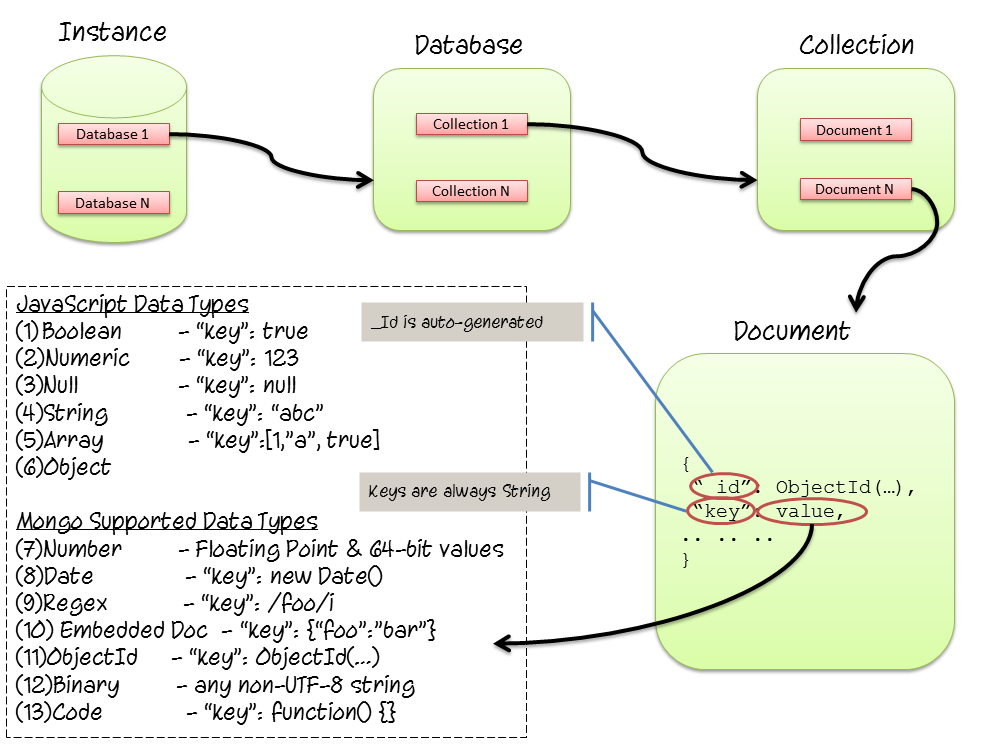 Instance
Database
Collection
Database 1
Database N
Collection 1
Collection N
Document 1
Document N
JavaScript Data Types
(1)Boolean – “key”: true
(2)Numeric – “key”: 123
(3)Null – “key”: null
(4)String – “key”: “abc”
(5)Array – “key”:[1,”a”, true]
(6)Object
Mongo Supported Data Types
(7)Number – Floating Point & 64-bit values
(8)Date – “key”: new Date()
(9)Regex – “key”: /foo/i
(10) Embedded Doc – “key”: {“foo”:”bar”}
(11)ObjectId – “key”: ObjectId(...)
(12)Binary – any non-UTF-8 string
(13)Code – “key”: function() {}
_Id is auto-generated
Keys are always String
Document
{
“_id”: ObjectId(…),
“key”: value,
.. .. ..
}